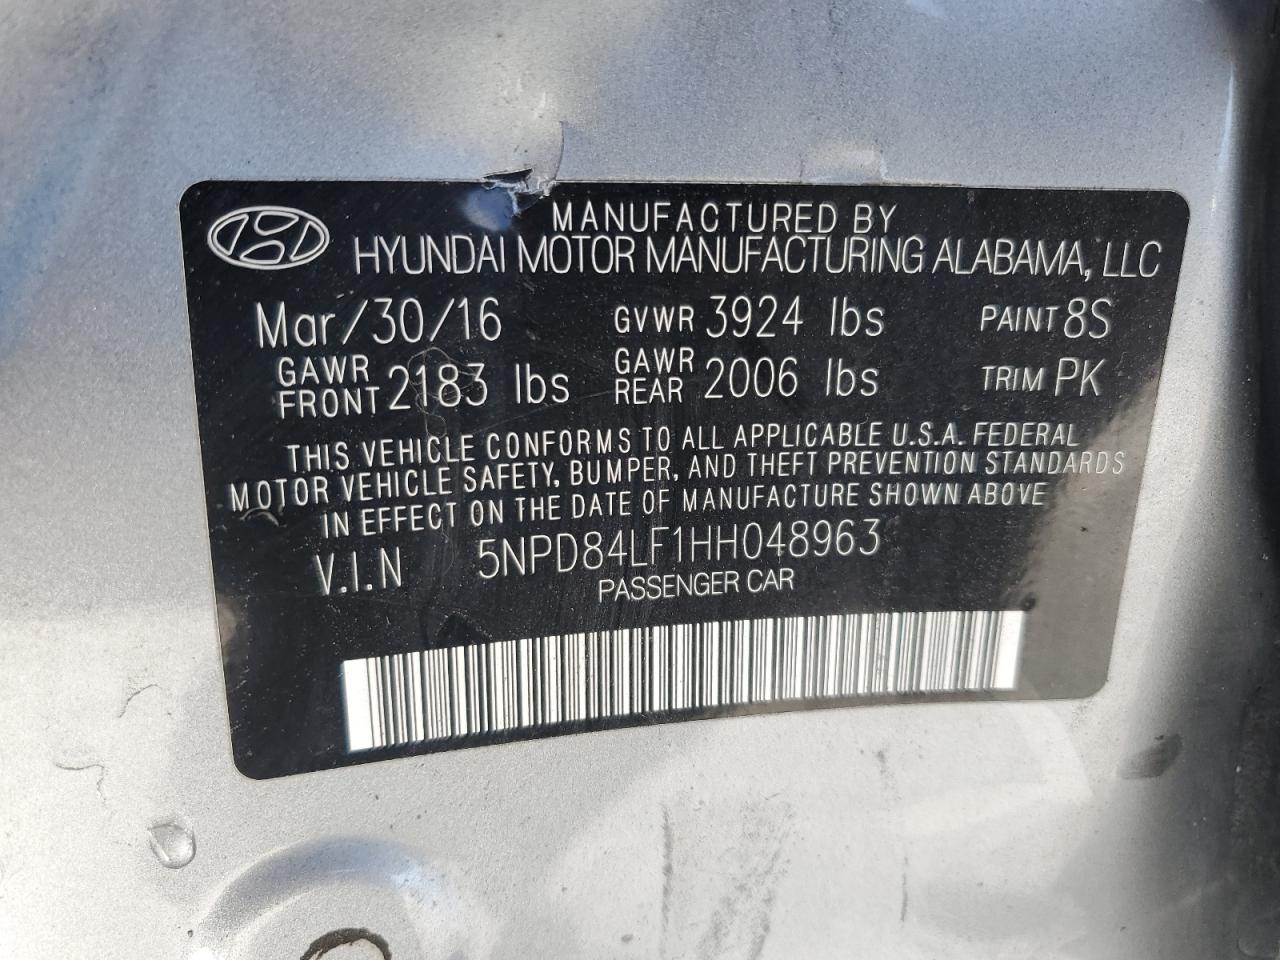 MANUFACTURED BY
HYUNDAI MOTOR MANUFACTURING ALABAMA, LLC
Mar/30/16 GVWR 3924 lbs PAINT 8S
GAWR FRONT 2183 lbs GAWR REAR 2006 lbs TRIM PK
THIS VEHICLE CONFORMS TO ALL APPLICABLE U.S.A. FEDERAL
MOTOR VEHICLE SAFETY, BUMPER, AND THEFT PREVENTION STANDARDS
IN EFFECT ON THE DATE OF MANUFACTURE SHOWN ABOVE
V.I.N 5NPD84LF1HH048963
PASSENGER CAR